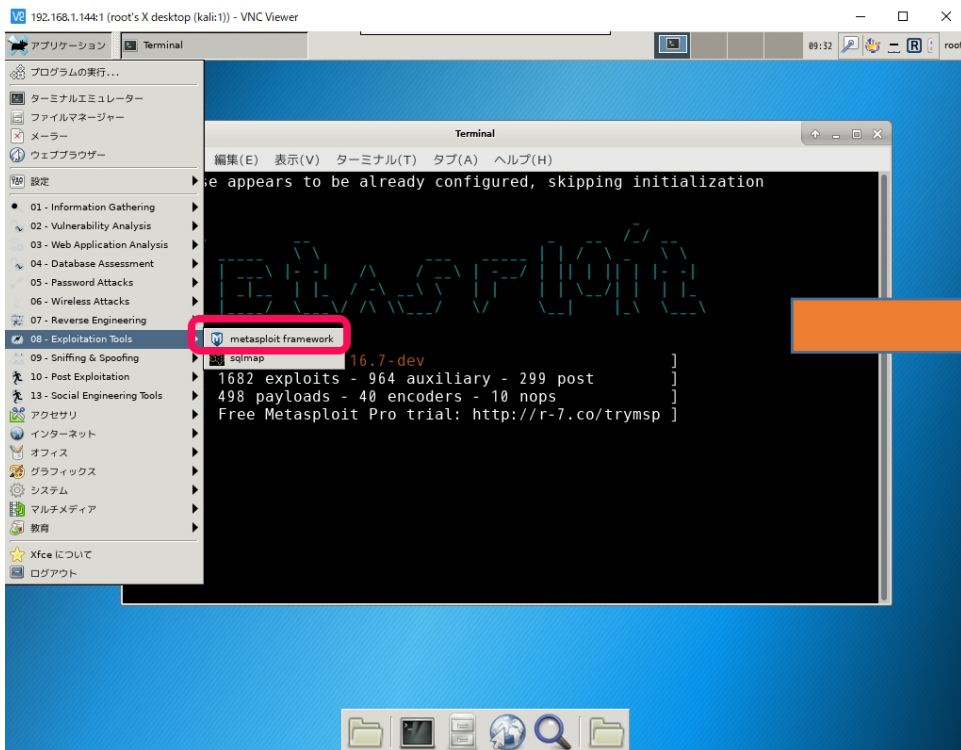 192.168.1.144:1 (root's X desktop (kali:1)) - VNC Viewer
アプリケーション Terminal 09:32 R root
プログラムの実行...
ターミナルエミュレーター
ファイルマネージャー
メーラー
ウェブブラウザー
設定
01 - Information Gathering
02 - Vulnerability Analysis
03 - Web Application Analysis
04 - Database Assessment
05 - Password Attacks
06 - Wireless Attacks
07 - Reverse Engineering
08 - Exploitation Tools
09 - Sniffing & Spoofing
10 - Post Exploitation
13 - Social Engineering Tools
アクセサリ
インターネット
オフィス
グラフィックス
システム
マルチメディア
教育
Xfce について
ログアウト
metasploit framework
sqlmap
Terminal
編集(E) 表示(V) ターミナル(T) タブ(A) ヘルプ(H)
se appears to be already configured, skipping initialization
metasploit
16.7-dev ]
1682 exploits - 964 auxiliary - 299 post ]
498 payloads - 40 encoders - 10 nops ]
Free Metasploit Pro trial: http://r-7.co/trymsp ]